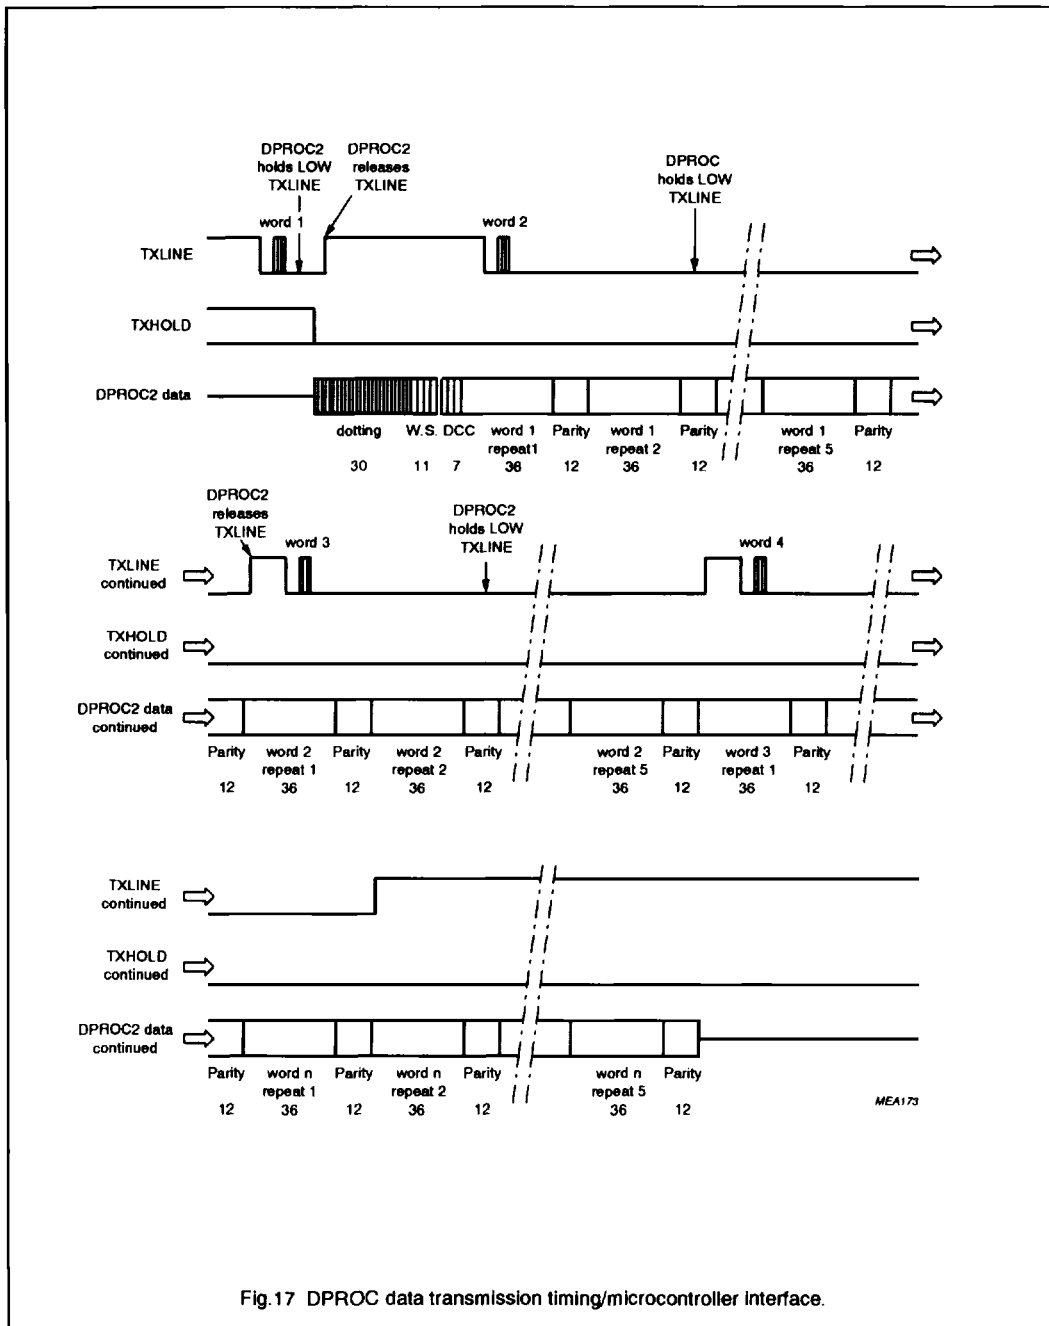 DPROC2
holds LOW
TXLINE
DPROC2
releases
TXLINE
DPROC
holds LOW
TXLINE
word 1
word 2
TXLINE
TXHOLD
DPROC2 data
dotting W.S. DCC word 1 Parity word 1 Parity word 1 Parity
repeat1 repeat 2 repeat 5
30 11 7 36 12 36 12 36 12
DPROC2
releases
TXLINE
word 3
DPROC2
holds LOW
TXLINE
word 4
TXLINE
continued
TXHOLD
continued
DPROC2 data
continued
Parity word 2 Parity word 2 Parity word 2 Parity word 3 Parity
repeat 1 repeat 2 repeat 5 repeat 1
12 36 12 36 12 36 12 36 12
TXLINE
continued
TXHOLD
continued
DPROC2 data
continued
Parity word n Parity word n Parity word n Parity
repeat 1 repeat 2 repeat 5
12 36 12 36 12 36 12
MEA173
Fig.17 DPROC data transmission timing/microcontroller interface.